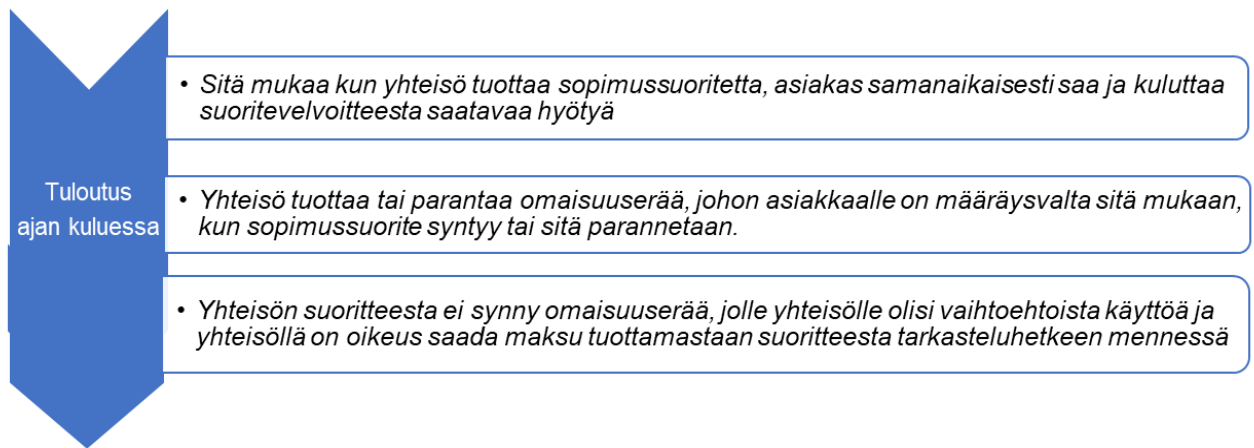 Tuloutus
ajan kuluessa
• Sitä mukaa kun yhteisö tuottaa sopimussuoritetta, asiakas samanaikaisesti saa ja kuluttaa
suoritevelvoitteesta saatavaa hyötyä
• Yhteisö tuottaa tai parantaa omaisuuserää, johon asiakkaalle on määräysvalta sitä mukaan,
kun sopimussuorite syntyy tai sitä parannetaan.
• Yhteisön suoritteesta ei synny omaisuuserää, jolle yhteisölle olisi vaihtoehtoista käyttöä ja
yhteisöllä on oikeus saada maksu tuottamastaan suoritteesta tarkasteluhetkeen mennessä